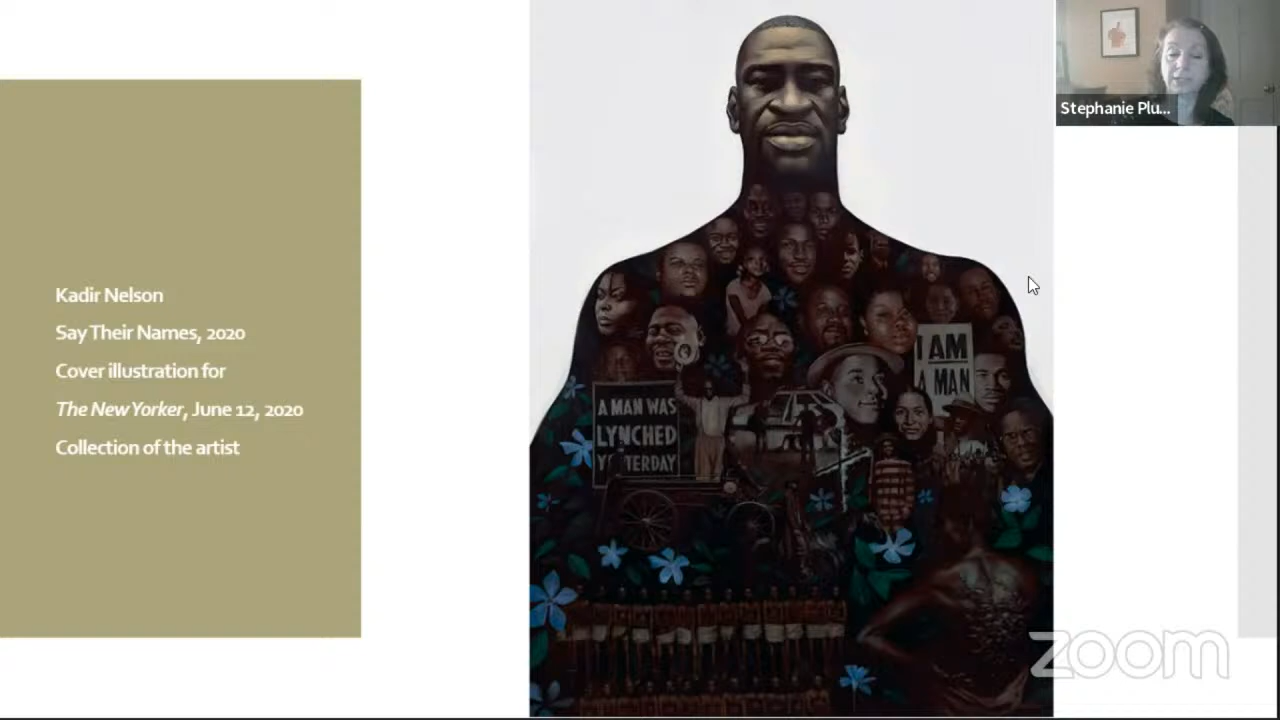 Kadir Nelson
Say Their Names, 2020
Cover illustration for
The New Yorker, June 12, 2020
Collection of the artist
Stephanie Plu...
I AM
A MAN
A MAN WAS
LYNCHED
YESTERDAY
zoom